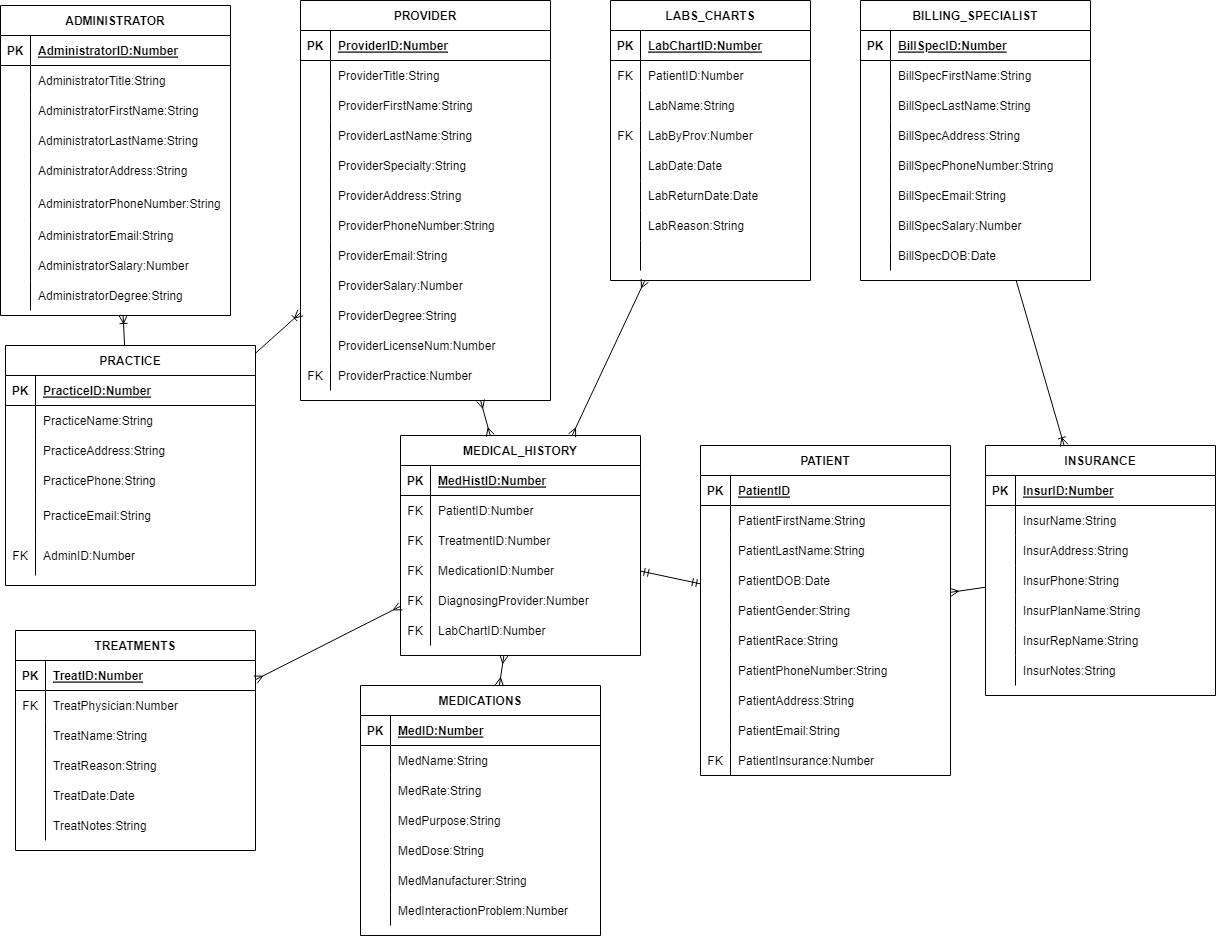 ADMINISTRATOR
PK AdministratorID:Number
AdministratorTitle:String
AdministratorFirstName:String
AdministratorLastName:String
AdministratorAddress:String
AdministratorPhoneNumber:String
AdministratorEmail:String
AdministratorSalary:Number
AdministratorDegree:String
PROVIDER
PK ProviderID:Number
ProviderTitle:String
ProviderFirstName:String
ProviderLastName:String
ProviderSpecialty:String
ProviderAddress:String
ProviderPhoneNumber:String
ProviderEmail:String
ProviderSalary:Number
ProviderDegree:String
ProviderLicenseNum:Number
FK ProviderPractice:Number
LABS_CHARTS
PK LabChartID:Number
FK PatientID:Number
LabName:String
FK LabByProv:Number
LabDate:Date
LabReturnDate:Date
LabReason:String
BILLING_SPECIALIST
PK BillSpecID:Number
BillSpecFirstName:String
BillSpecLastName:String
BillSpecAddress:String
BillSpecPhoneNumber:String
BillSpecEmail:String
BillSpecSalary:Number
BillSpecDOB:Date
PRACTICE
PK PracticeID:Number
PracticeName:String
PracticeAddress:String
PracticePhone:String
PracticeEmail:String
FK AdminID:Number
MEDICAL_HISTORY
PK MedHistID:Number
FK PatientID:Number
FK TreatmentID:Number
FK MedicationID:Number
FK DiagnosingProvider:Number
FK LabChartID:Number
PATIENT
PK PatientID
PatientFirstName:String
PatientLastName:String
PatientDOB:Date
PatientGender:String
PatientRace:String
PatientPhoneNumber:String
PatientAddress:String
PatientEmail:String
FK PatientInsurance:Number
INSURANCE
PK InsurID:Number
InsurName:String
InsurAddress:String
InsurPhone:String
InsurPlanName:String
InsurRepName:String
InsurNotes:String
TREATMENTS
PK TreatID:Number
FK TreatPhysician:Number
TreatName:String
TreatReason:String
TreatDate:Date
TreatNotes:String
MEDICATIONS
PK MedID:Number
MedName:String
MedRate:String
MedPurpose:String
MedDose:String
MedManufacturer:String
MedInteractionProblem:Number